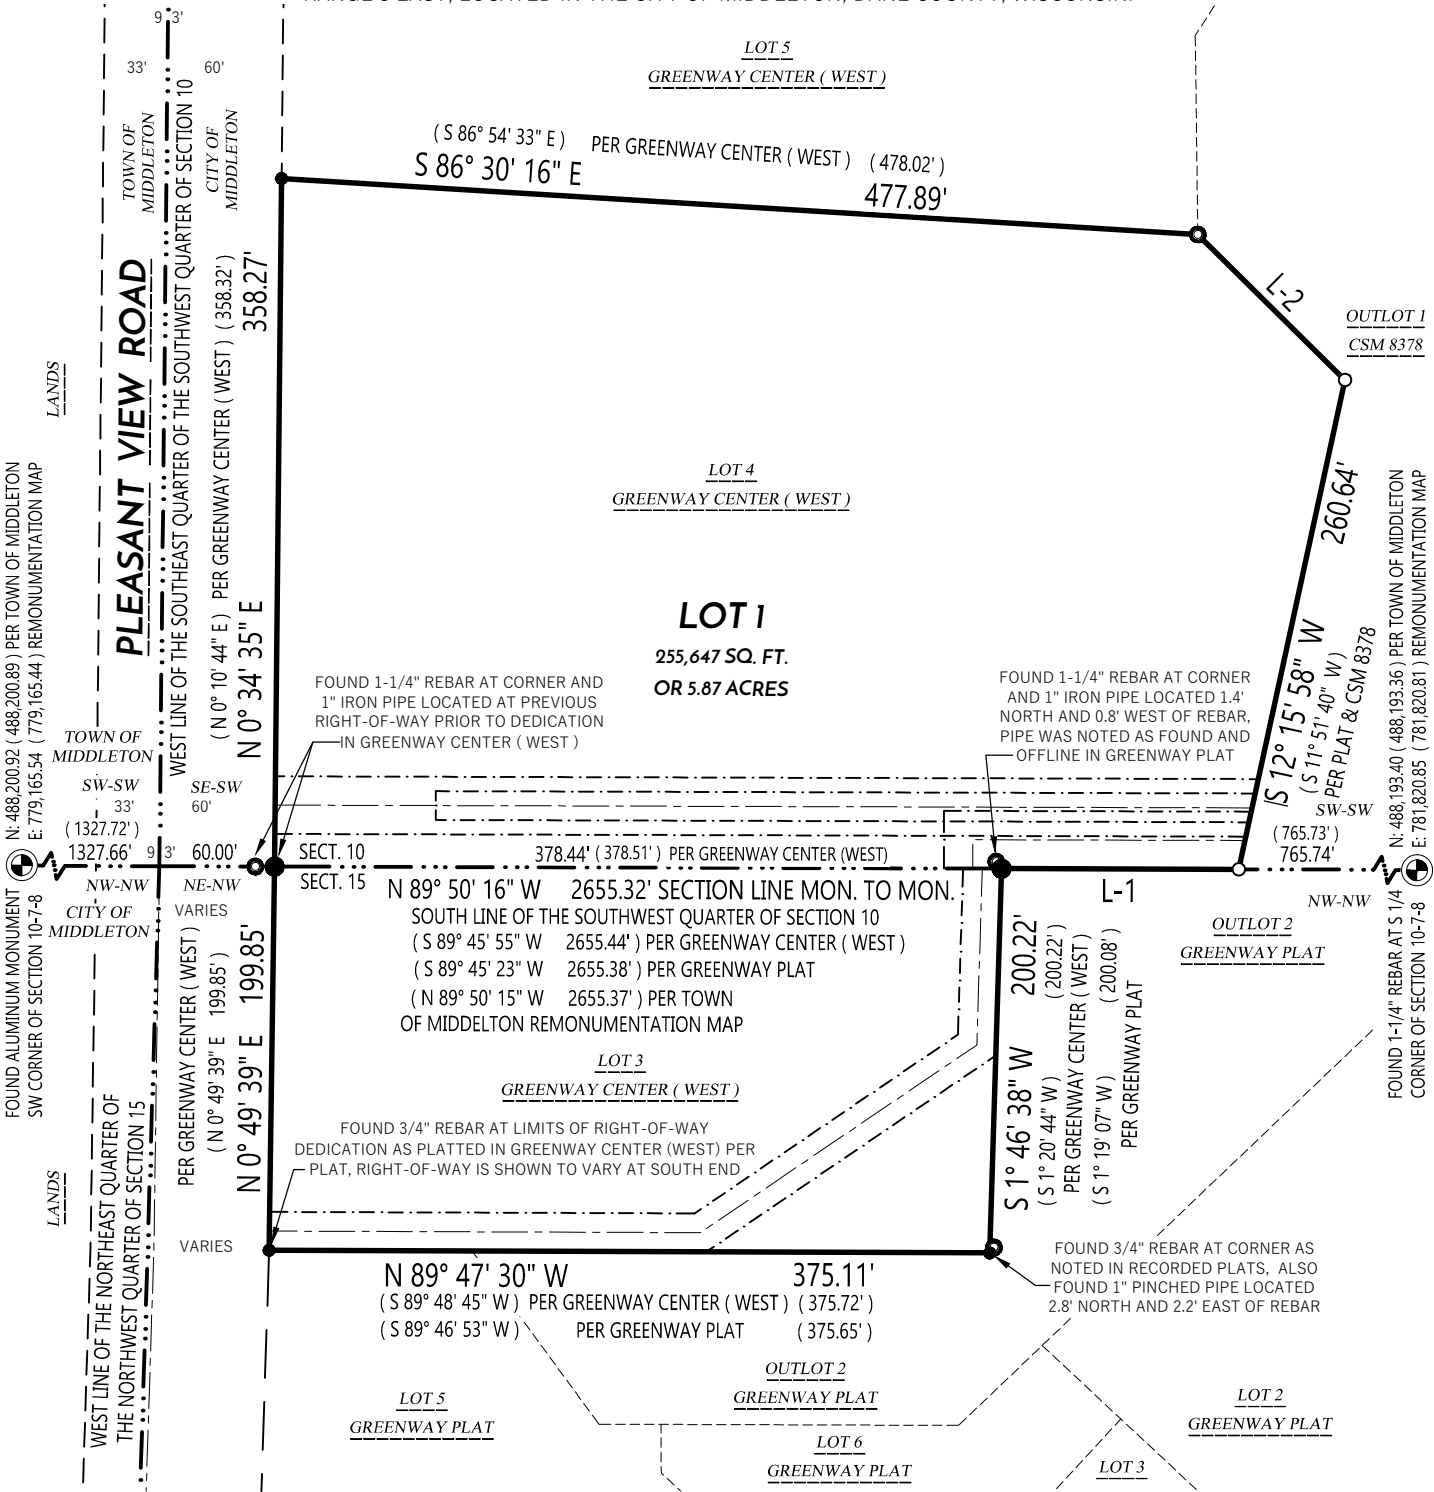 LOT 5
GREENWAY CENTER ( WEST )
9 3'
33' 60'
TOWN OF
MIDDLETON
CITY OF
MIDDLETON
( S 86° 54' 33" E ) PER GREENWAY CENTER ( WEST ) ( 478.02' )
S 86° 30' 16" E 477.89'
L-2
OUTLOT 1
CSM 8378
PLEASANT VIEW ROAD
WEST LINE OF THE SOUTHEAST QUARTER OF THE SOUTHWEST QUARTER OF SECTION 10
( N 0° 10' 44" E ) PER GREENWAY CENTER ( WEST ) ( 358.32' )
N 0° 34' 35" E 358.27'
LANDS
N: 488,200.92 ( 488,200.89 ) PER TOWN OF MIDDLETON
E: 779,165.54 ( 779,165.44 ) REMONUMENTATION MAP
LOT 4
GREENWAY CENTER ( WEST )
260.64'
S 12° 15' 58" W
( S 11° 51' 40" W )
PER PLAT & CSM 8378
N: 488,193.40 ( 488,193.36 ) PER TOWN OF MIDDLETON
E: 781,820.85 ( 781,820.81 ) REMONUMENTATION MAP
LOT 1
255,647 SQ. FT.
OR 5.87 ACRES
FOUND 1-1/4" REBAR AT CORNER AND
1" IRON PIPE LOCATED AT PREVIOUS
RIGHT-OF-WAY PRIOR TO DEDICATION
IN GREENWAY CENTER ( WEST )
FOUND 1-1/4" REBAR AT CORNER
AND 1" IRON PIPE LOCATED 1.4'
NORTH AND 0.8' WEST OF REBAR,
PIPE WAS NOTED AS FOUND AND
OFFLINE IN GREENWAY PLAT
TOWN OF
MIDDLETON
SW-SW SE-SW
33' 60'
( 1327.72' )
1327.66' 9 3' 60.00'
SECT. 10
SECT. 15
378.44' ( 378.51' ) PER GREENWAY CENTER (WEST)
SW-SW
( 765.73' )
765.74'
NW-NW NE-NW
CITY OF
MIDDLETON
VARIES
N 89° 50' 16" W 2655.32' SECTION LINE MON. TO MON.
SOUTH LINE OF THE SOUTHWEST QUARTER OF SECTION 10
( S 89° 45' 55" W 2655.44' ) PER GREENWAY CENTER ( WEST )
( S 89° 45' 23" W 2655.38' ) PER GREENWAY PLAT
( N 89° 50' 15" W 2655.37' ) PER TOWN
OF MIDDELTON REMONUMENTATION MAP
L-1
NW-NW
OUTLOT 2
GREENWAY PLAT
FOUND ALUMINUM MONUMENT
SW CORNER OF SECTION 10-7-8
FOUND 1-1/4" REBAR AT S 1/4
CORNER OF SECTION 10-7-8
PER GREENWAY CENTER ( WEST )
( N 0° 49' 39" E 199.85' )
N 0° 49' 39" E 199.85'
S 1° 46' 38" W 200.22'
( S 1° 20' 44" W ) ( 200.22' )
PER GREENWAY CENTER ( WEST )
( S 1° 19' 07" W ) ( 200.08' )
PER GREENWAY PLAT
LOT 3
GREENWAY CENTER ( WEST )
FOUND 3/4" REBAR AT LIMITS OF RIGHT-OF-WAY
DEDICATION AS PLATTED IN GREENWAY CENTER (WEST) PER
PLAT, RIGHT-OF-WAY IS SHOWN TO VARY AT SOUTH END
LANDS
WEST LINE OF THE NORTHEAST QUARTER OF
THE NORTHWEST QUARTER OF SECTION 15
VARIES
N 89° 47' 30" W 375.11'
( S 89° 48' 45" W ) PER GREENWAY CENTER ( WEST ) ( 375.72' )
( S 89° 46' 53" W ) PER GREENWAY PLAT ( 375.65' )
FOUND 3/4" REBAR AT CORNER AS
NOTED IN RECORDED PLATS, ALSO
FOUND 1" PINCHED PIPE LOCATED
2.8' NORTH AND 2.2' EAST OF REBAR
OUTLOT 2
GREENWAY PLAT
LOT 5
GREENWAY PLAT
LOT 2
GREENWAY PLAT
LOT 6
GREENWAY PLAT
LOT 3